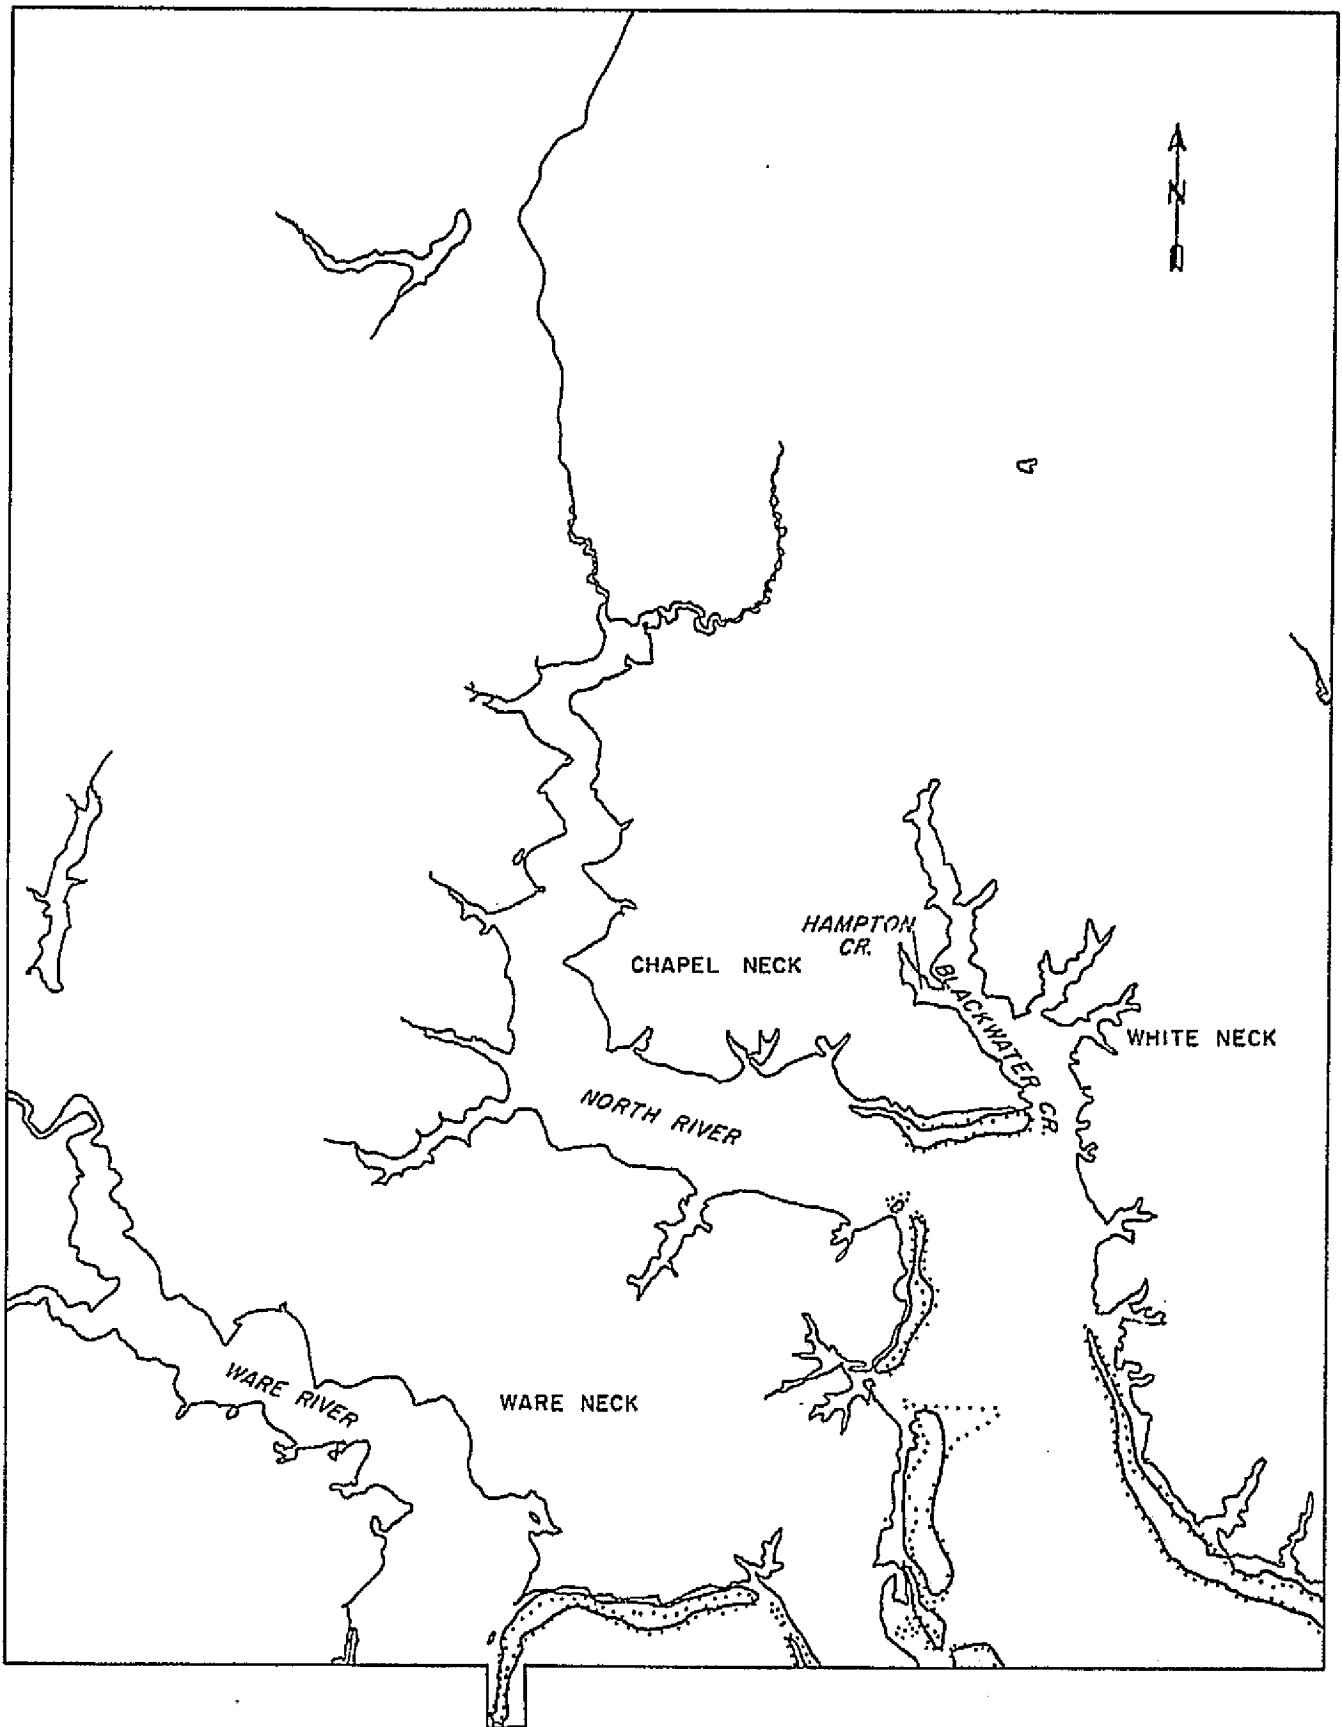 N
HAMPTON
CR.
CHAPEL NECK
BLACKWATER CR.
WHITE NECK
NORTH RIVER
WARE RIVER
WARE NECK